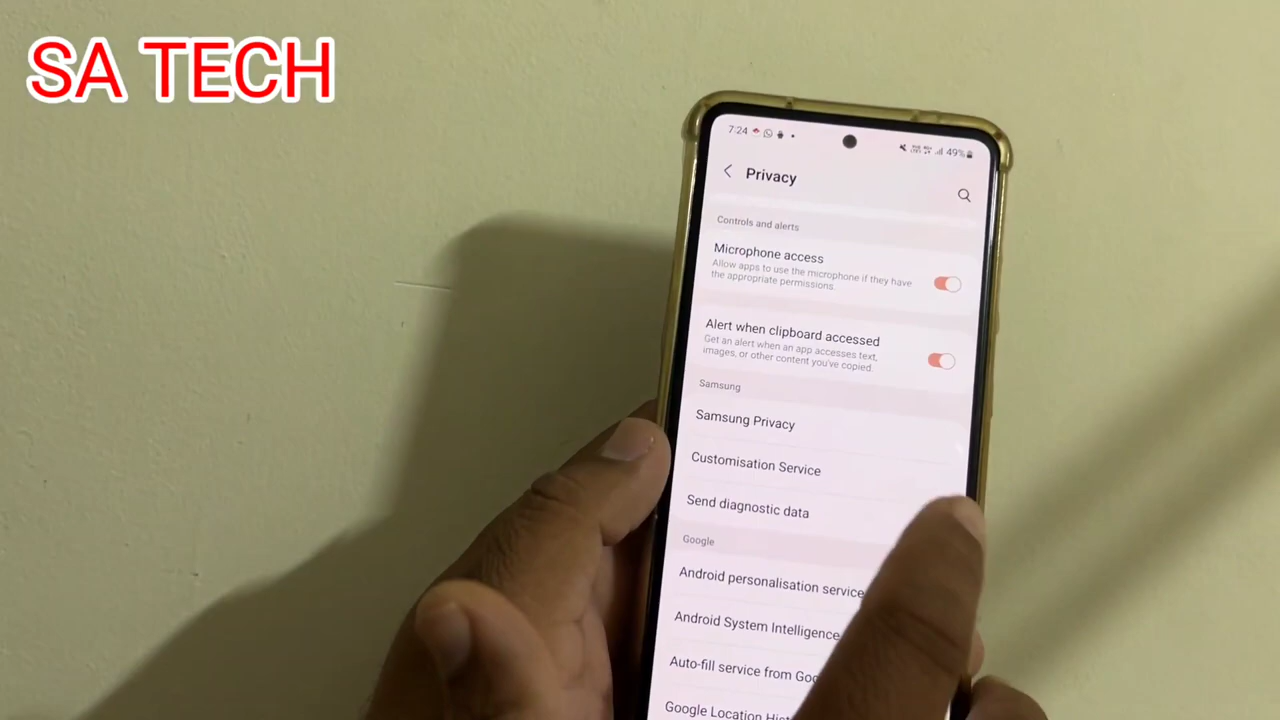 SA TECH
7:24
49%
Privacy
Controls and alerts
Microphone access
Allow apps to use the microphone if they have
the appropriate permissions.
Alert when clipboard accessed
Get an alert when an app accesses text,
images, or other content you've copied.
Samsung
Samsung Privacy
Customisation Service
Send diagnostic data
Google
Android personalisation service
Android System Intelligence
Auto-fill service from
Google Location